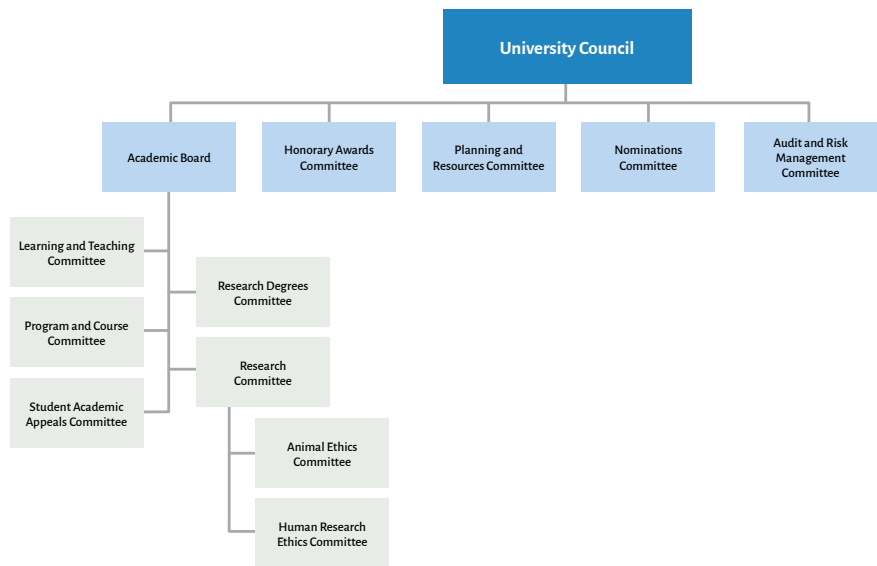 University Council
Academic Board
Honorary Awards
Committee
Planning and
Resources Committee
Nominations
Committee
Audit and Risk
Management
Committee
Learning and Teaching
Committee
Program and Course
Committee
Student Academic
Appeals Committee
Research Degrees
Committee
Research
Committee
Animal Ethics
Committee
Human Research
Ethics Committee